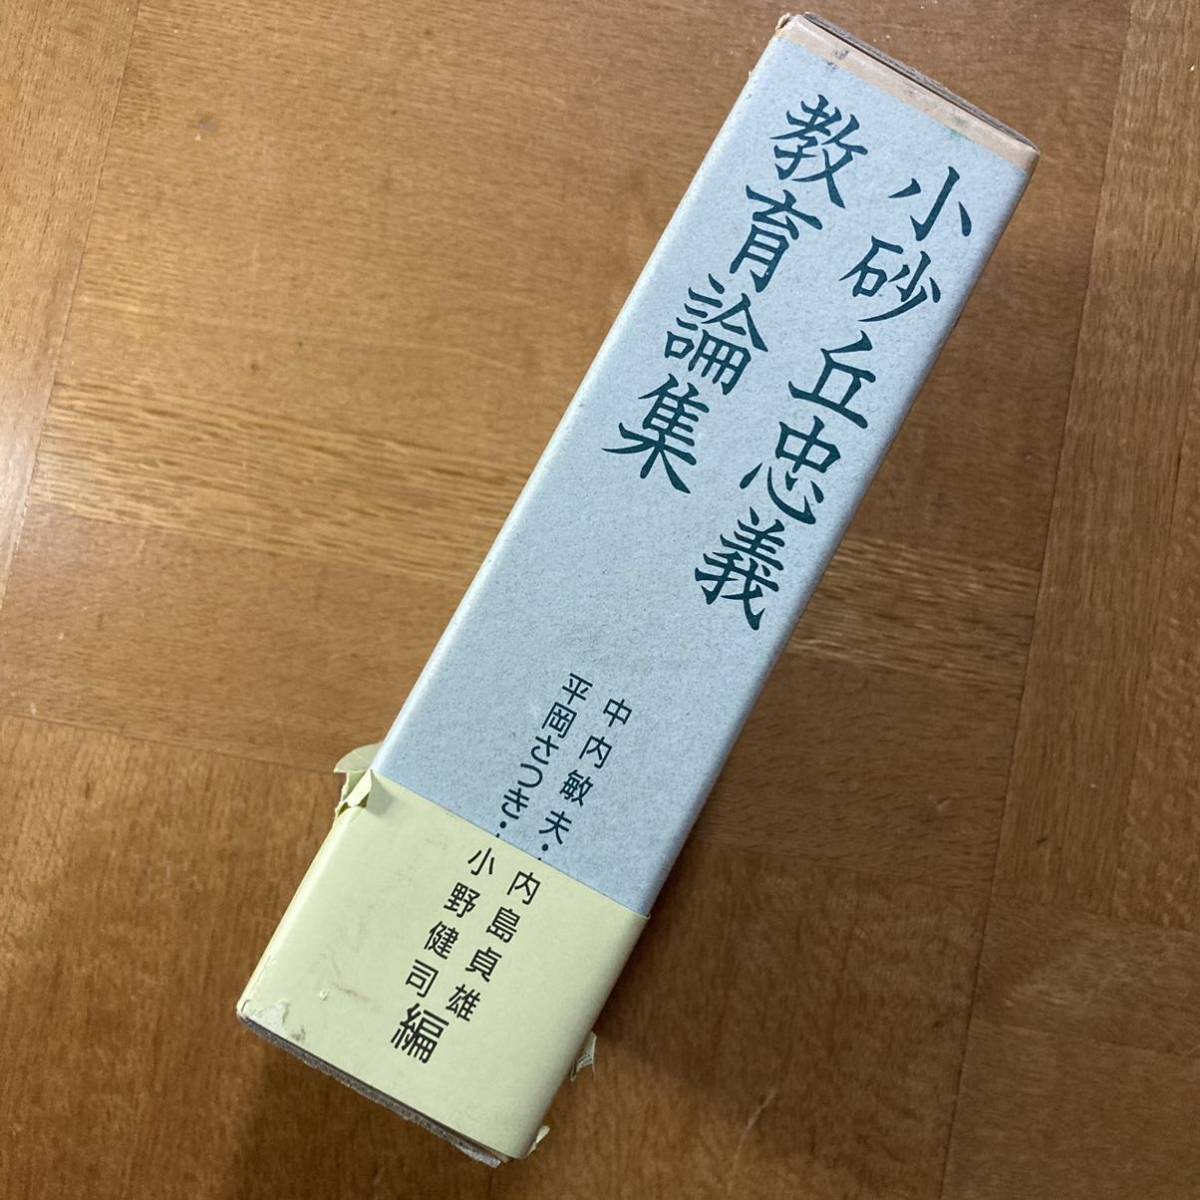 小砂丘忠義
教育論集
中内敏夫・内島貞雄
平岡さつき・小野健司
編